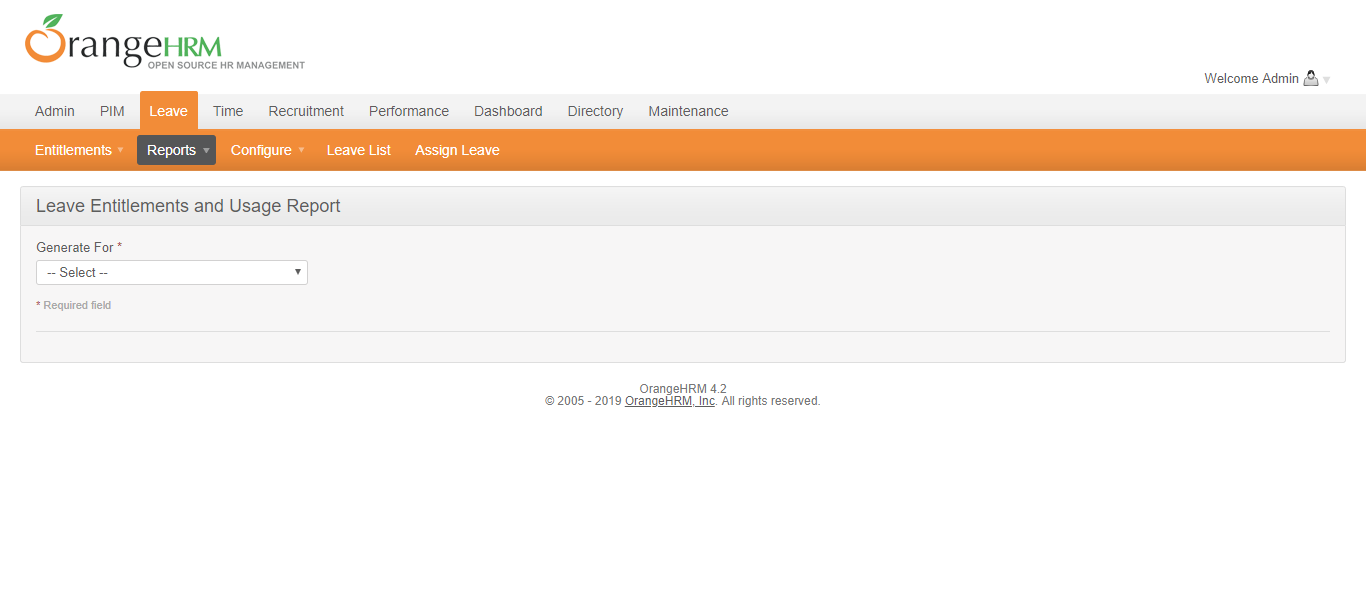 OrangeHRM
OPEN SOURCE HR MANAGEMENT
Welcome Admin
Admin PIM Leave Time Recruitment Performance Dashboard Directory Maintenance
Entitlements Reports Configure Leave List Assign Leave
Leave Entitlements and Usage Report
Generate For *
-- Select --
* Required field
OrangeHRM 4.2
© 2005 - 2019 OrangeHRM, Inc. All rights reserved.